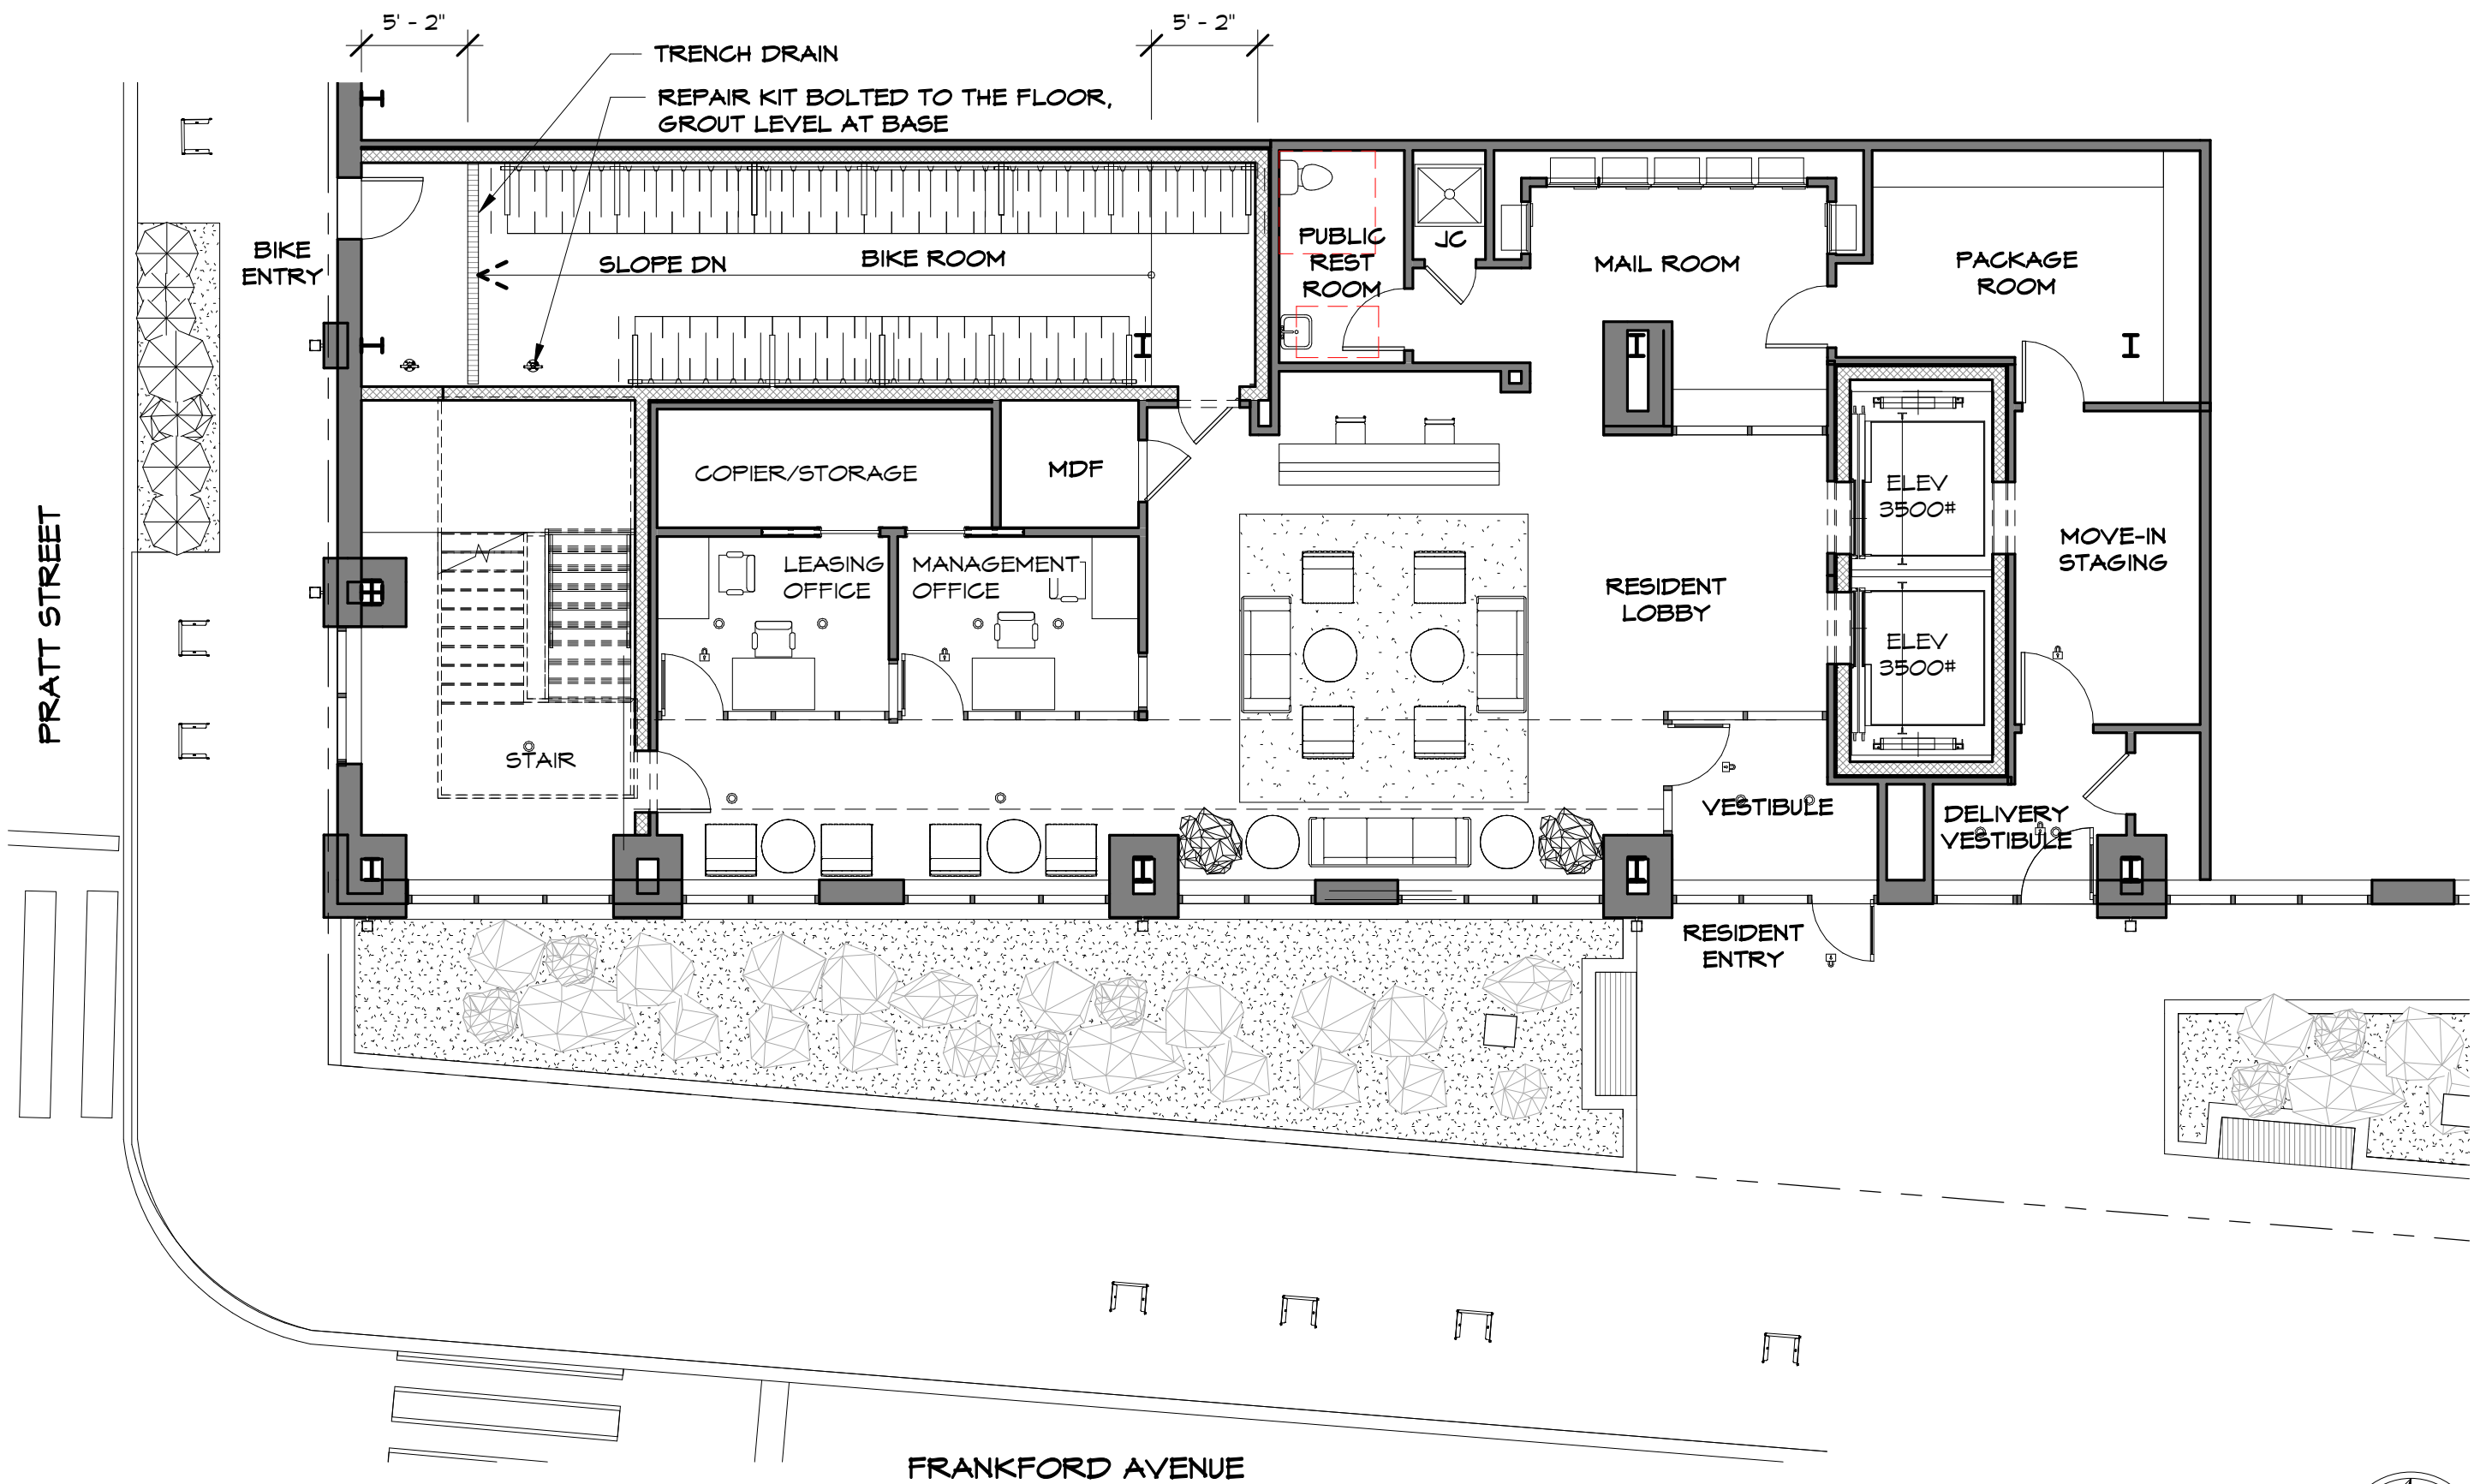 5' - 2"
5' - 2"
TRENCH DRAIN
REPAIR KIT BOLTED TO THE FLOOR,
GROUT LEVEL AT BASE
BIKE
ENTRY
SLOPE DN
BIKE ROOM
PUBLIC
REST
ROOM
JC
MAIL ROOM
PACKAGE
ROOM
COPIER/STORAGE
MDF
ELEV
3500#
MOVE-IN
STAGING
LEASING
OFFICE
MANAGEMENT
OFFICE
RESIDENT
LOBBY
ELEV
3500#
PRATT STREET
STAIR
VESTIBULE
DELIVERY
VESTIBULE
RESIDENT
ENTRY
FRANKFORD AVENUE